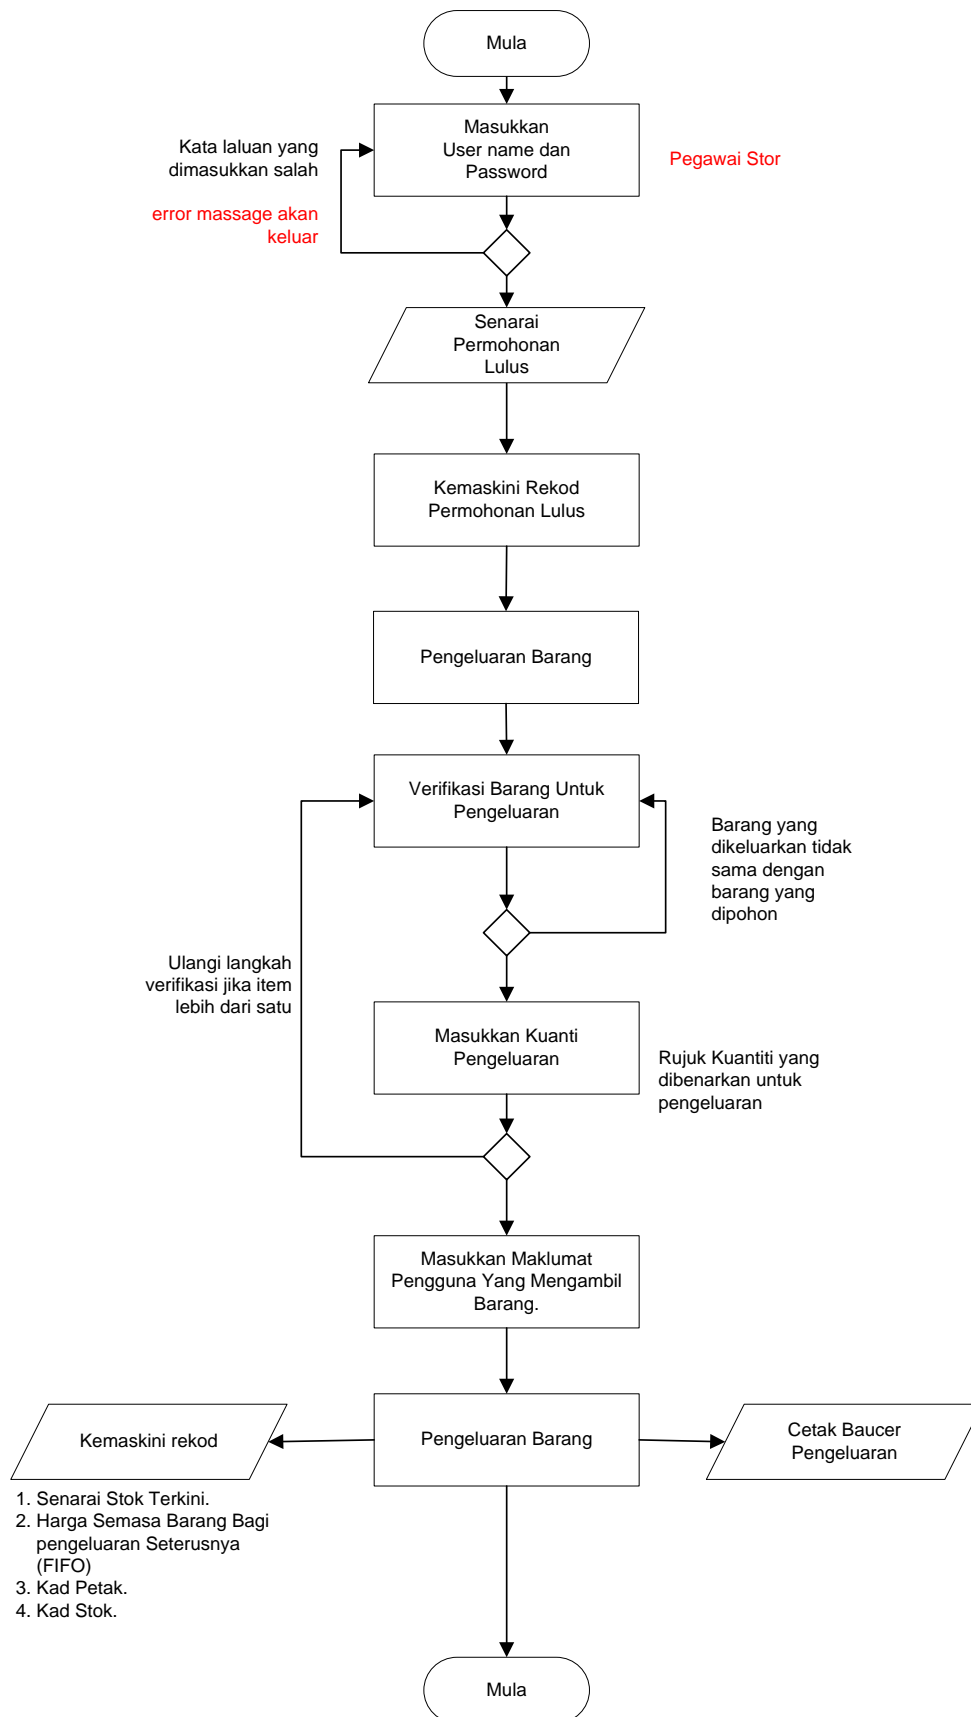 Mula
Masukkan
User name dan
Password
Kata laluan yang
dimasukkan salah
error massage akan
keluar
Pegawai Stor
Senarai
Permohonan
Lulus
Kemaskini Rekod
Permohonan Lulus
Pengeluaran Barang
Verifikasi Barang Untuk
Pengeluaran
Barang yang
dikeluarkan tidak
sama dengan
barang yang
dipohon
Ulangi langkah
verifikasi jika item
lebih dari satu
Masukkan Kuanti
Pengeluaran
Rujuk Kuantiti yang
dibenarkan untuk
pengeluaran
Masukkan Maklumat
Pengguna Yang Mengambil
Barang.
Kemaskini rekod
Pengeluaran Barang
Cetak Baucer
Pengeluaran
1. Senarai Stok Terkini.
2. Harga Semasa Barang Bagi
pengeluaran Seterusnya
(FIFO)
3. Kad Petak.
4. Kad Stok.
Mula